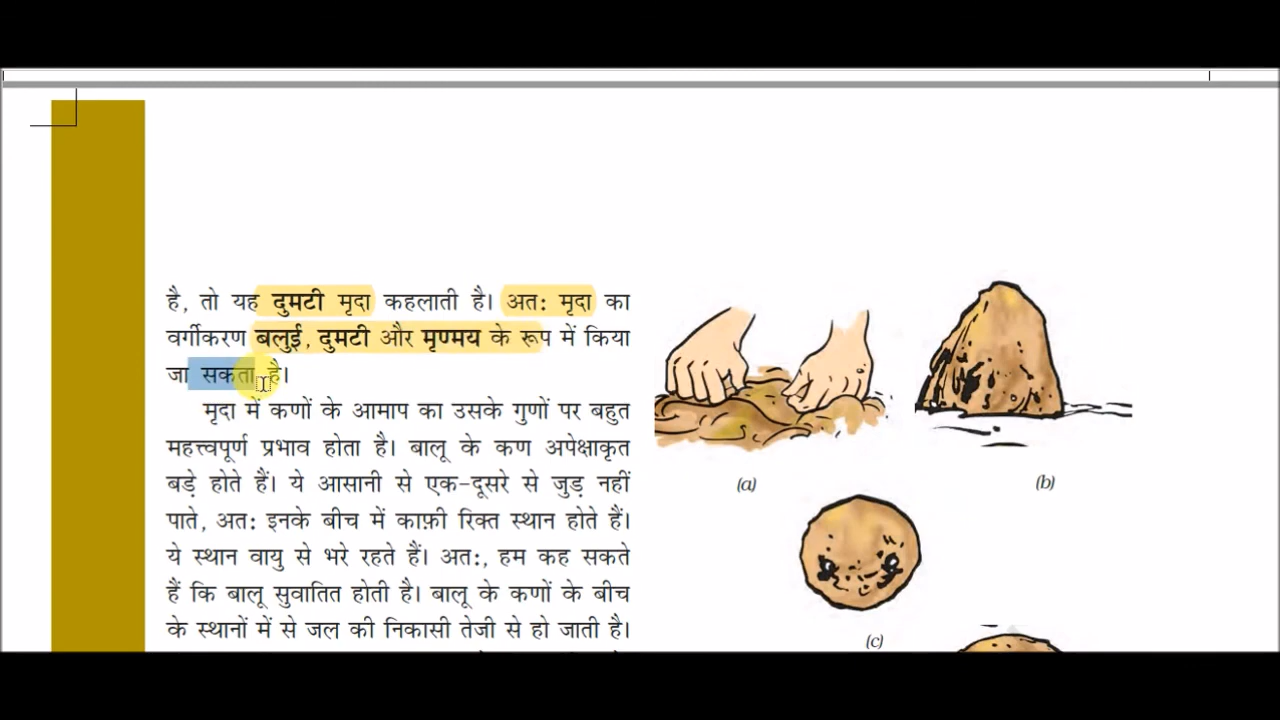 है, तो यह दुमटी मृदा कहलाती है। अत: मृदा का
वर्गीकरण बलुई, दुमटी और मृण्मय के रूप में किया
जा सकता है।
मृदा में कणों के आमाप का उसके गुणों पर बहुत
महत्त्वपूर्ण प्रभाव होता है। बालू के कण अपेक्षाकृत
बड़े होते हैं। ये आसानी से एक-दूसरे से जुड़ नहीं
पाते, अत: इनके बीच में काफ़ी रिक्त स्थान होते हैं।
ये स्थान वायु से भरे रहते हैं। अत:, हम कह सकते
हैं कि बालू सुवातित होती है। बालू के कणों के बीच
के स्थानों में से जल की निकासी तेजी से हो जाती है।
(a)
(b)
(c)